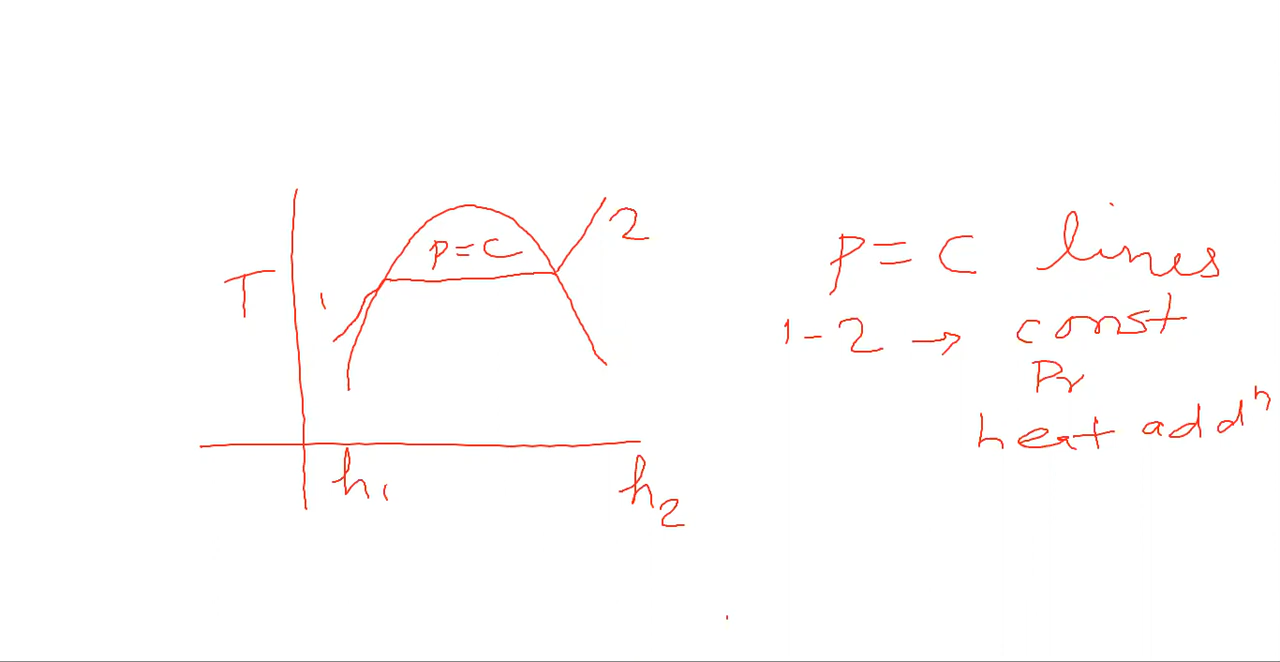 P = C lines
1 - 2 → const
Pr
heat addⁿ
2
P = C
T
1
h₁
h₂